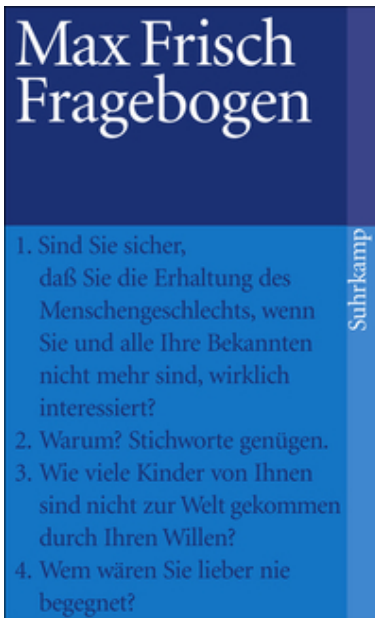 Max Frisch
Fragebogen
1. Sind Sie sicher,
daß Sie die Erhaltung des
Menschengeschlechts, wenn
Sie und alle Ihre Bekannten
nicht mehr sind, wirklich
interessiert?
2. Warum? Stichworte genügen.
3. Wie viele Kinder von Ihnen
sind nicht zur Welt gekommen
durch Ihren Willen?
4. Wem wären Sie lieber nie
begegnet?
Suhrkamp